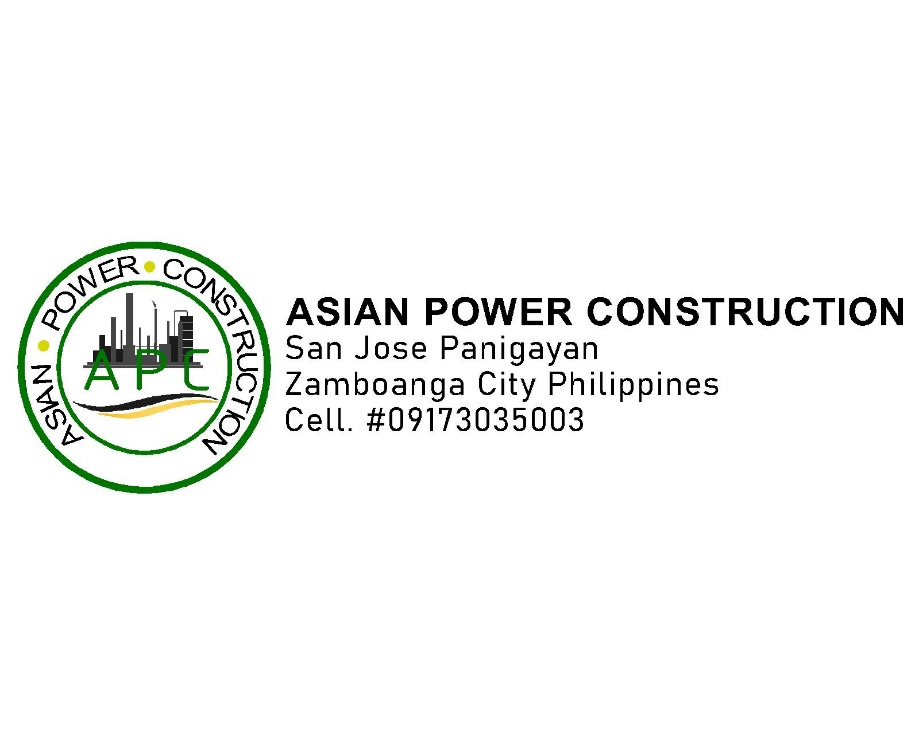 ASIAN • POWER • CONSTRUCTION
APC
ASIAN POWER CONSTRUCTION
San Jose Panigayan
Zamboanga City Philippines
Cell. #09173035003